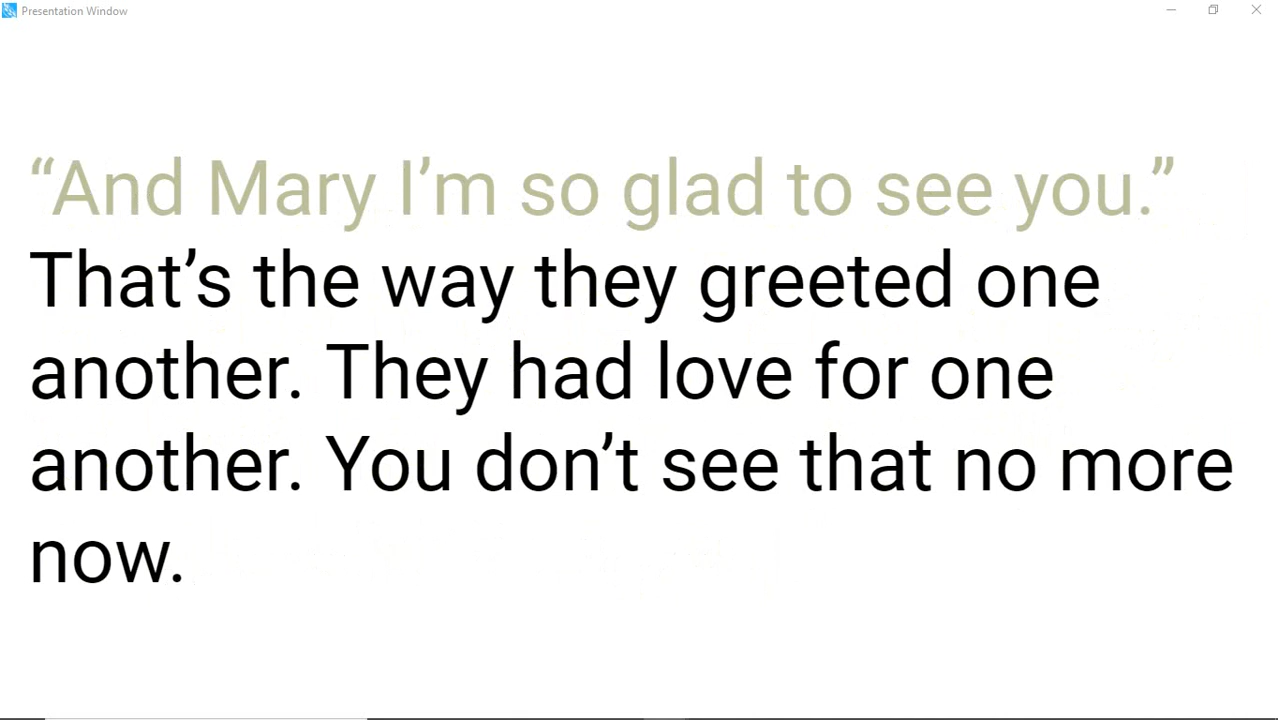 Presentation Window
“And Mary I’m so glad to see you.”
That’s the way they greeted one
another. They had love for one
another. You don’t see that no more
now.